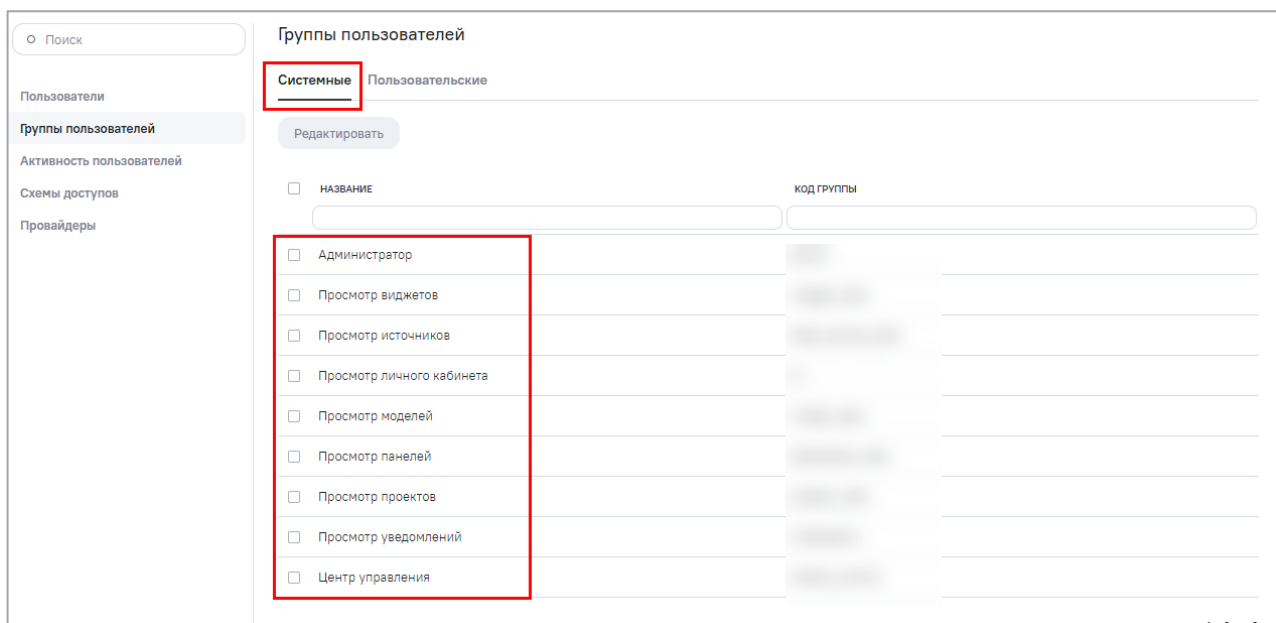 Поиск
Пользователи
Группы пользователей
Активность пользователей
Схемы доступов
Провайдеры
Группы пользователей
Системные Пользовательские
Редактировать
НАЗВАНИЕ КОД ГРУППЫ
Администратор
Просмотр виджетов
Просмотр источников
Просмотр личного кабинета
Просмотр моделей
Просмотр панелей
Просмотр проектов
Просмотр уведомлений
Центр управления